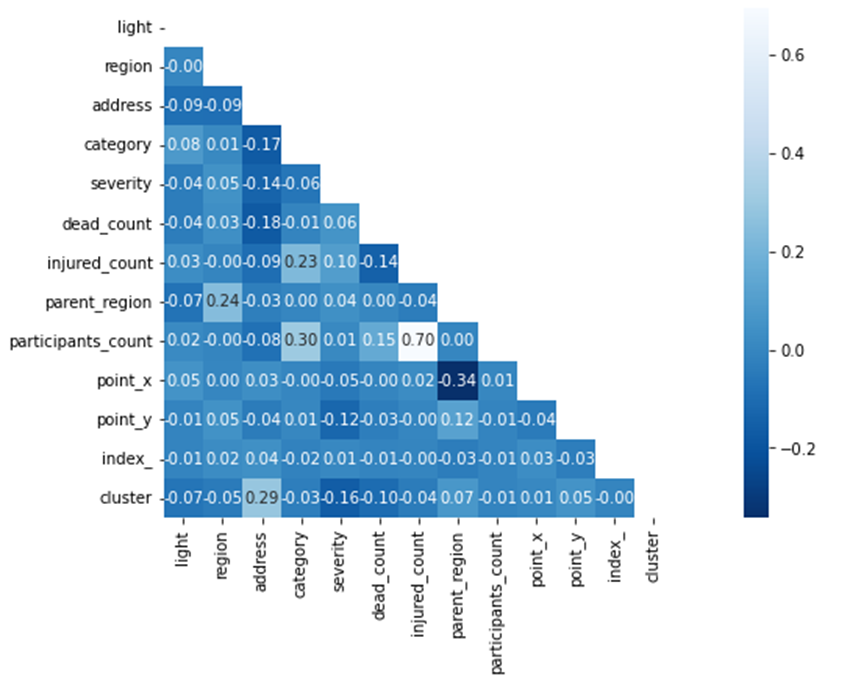 light
region -0.00
address -0.09 -0.09
category 0.08 0.01 -0.17
severity -0.04 0.05 -0.14 -0.06
dead_count -0.04 0.03 -0.18 -0.01 0.06
injured_count 0.03 -0.00 -0.09 0.23 0.10 -0.14
parent_region -0.07 0.24 -0.03 0.00 0.04 0.00 -0.04
participants_count 0.02 -0.00 -0.08 0.30 0.01 0.15 0.70 0.00
point_x 0.05 0.00 0.03 -0.00 -0.05 -0.00 0.02 -0.34 0.01
point_y -0.01 0.05 -0.04 0.01 -0.12 -0.03 -0.00 0.12 -0.01 -0.04
index_ -0.01 0.02 0.04 -0.02 0.01 -0.01 -0.00 -0.03 -0.01 0.03 -0.03
cluster -0.07 -0.05 0.29 -0.03 -0.16 -0.10 -0.04 0.07 -0.01 0.01 0.05 -0.00
light region address category severity dead_count injured_count parent_region participants_count point_x point_y index_ cluster
0.6
0.4
0.2
0.0
−0.2